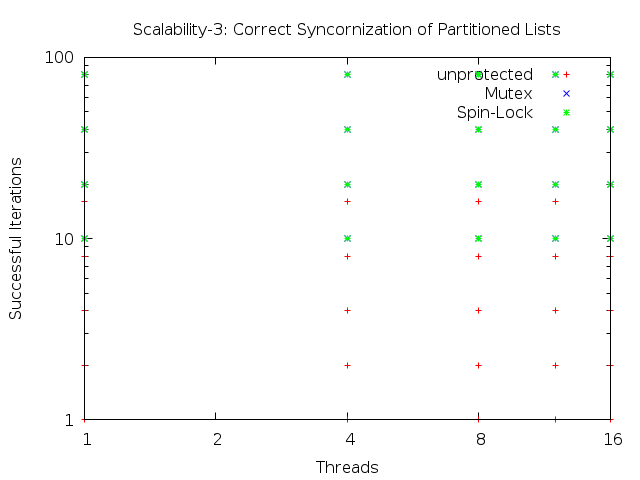 Scalability-3: Correct Syncornization of Partitioned Lists
100
unprotected
Mutex
Spin-Lock
Successful Iterations
10
1
1 2 4 8 16
Threads